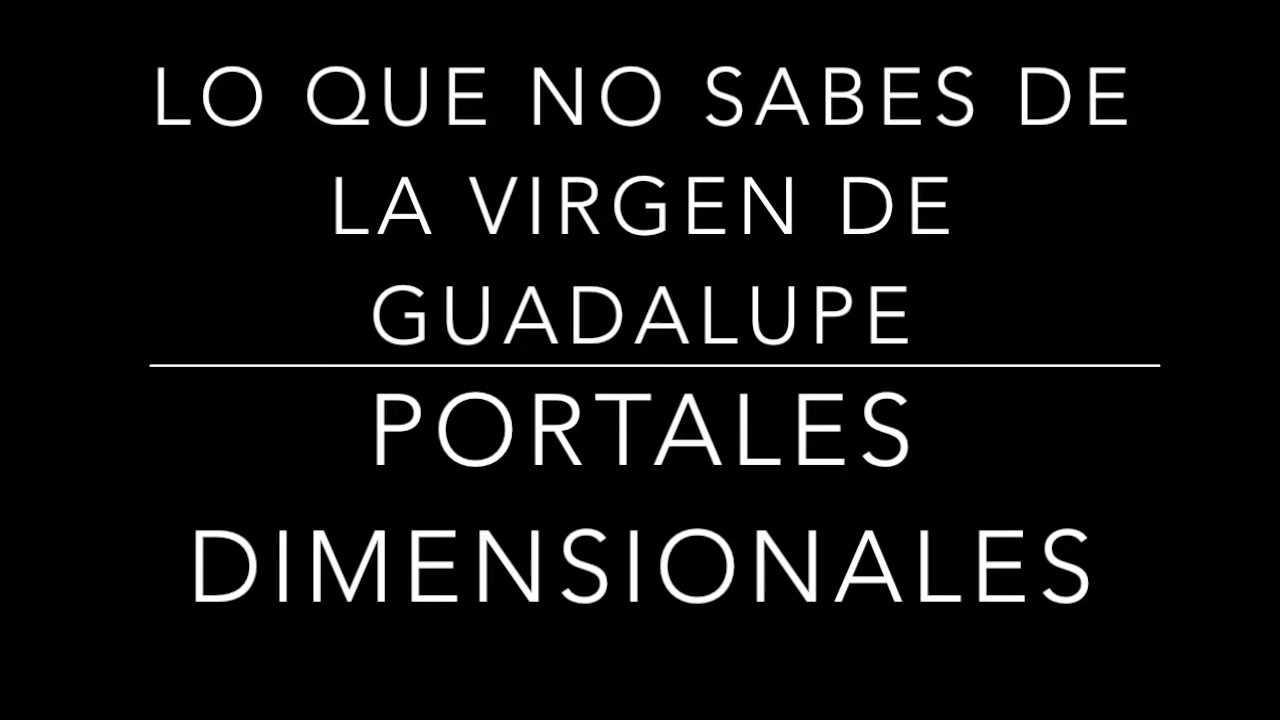 LO QUE NO SABES DE
LA VIRGEN DE
GUADALUPE
PORTALES
DIMENSIONALES